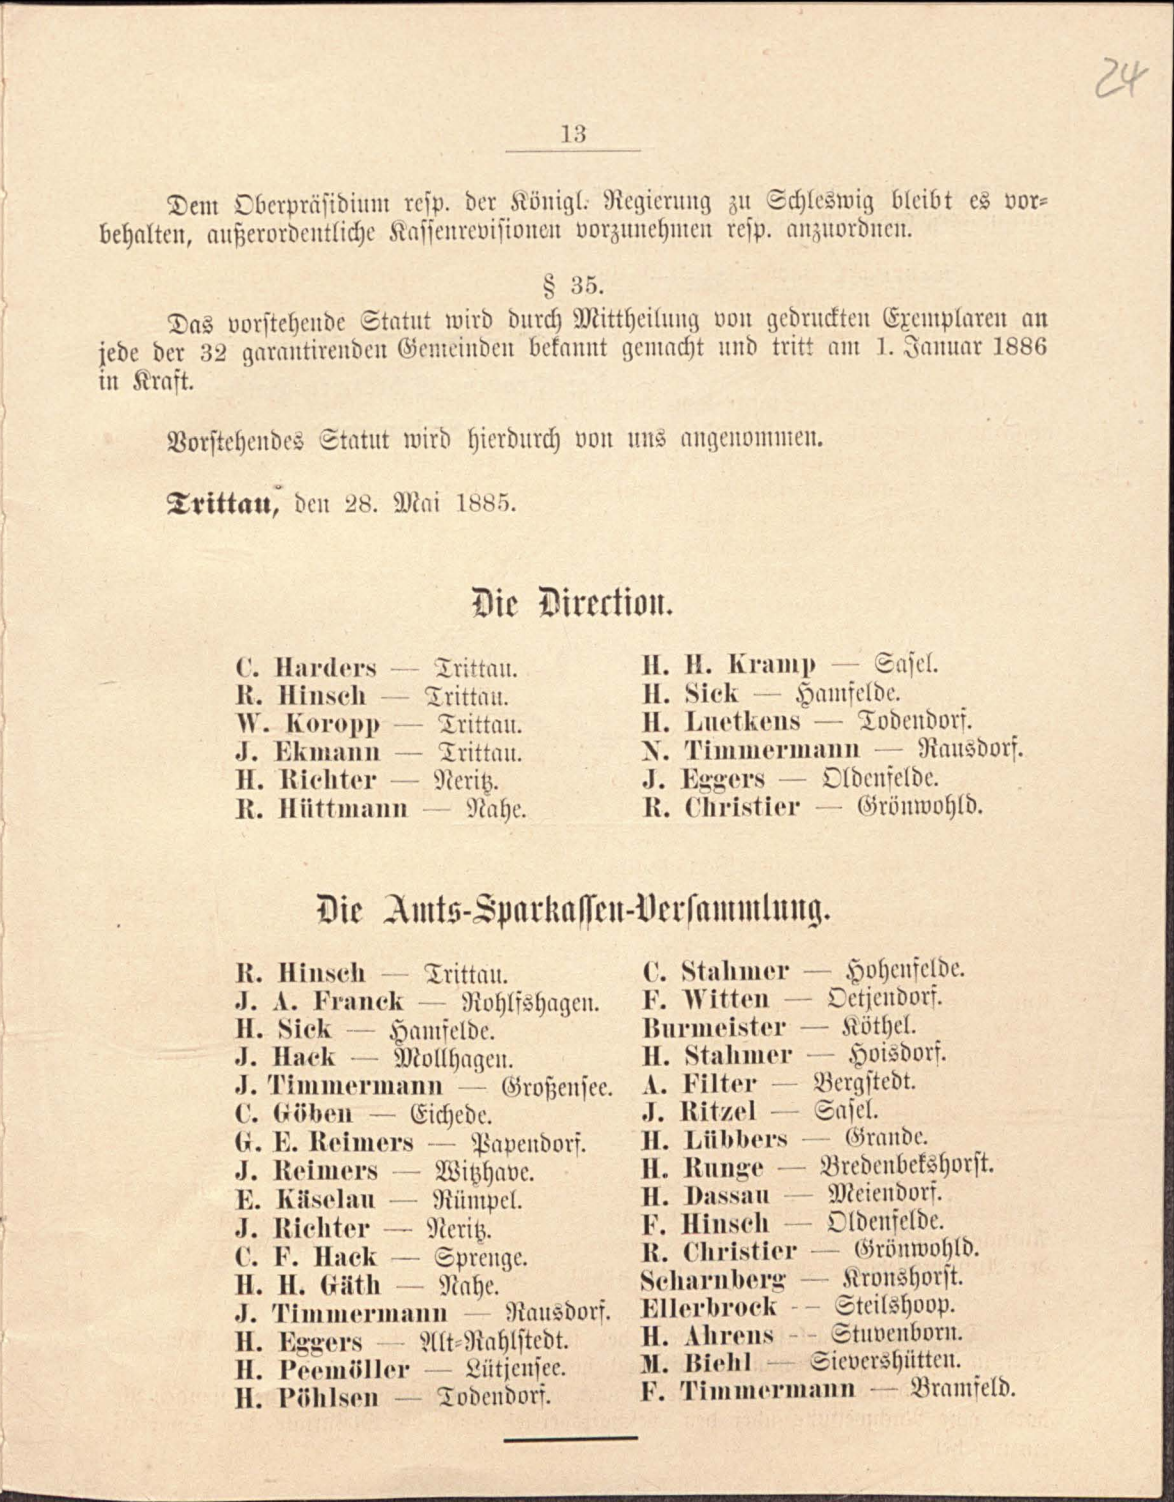 24
13
Dem Oberpräsidium resp. der Königl. Regierung zu Schleswig bleibt es vor-
behalten, außerordentliche Kassenrevisionen vorzunehmen resp. anzuordnen.
§ 35.
Das vorstehende Statut wird durch Mittheilung von gedruckten Exemplaren an
jede der 32 garantirenden Gemeinden bekannt gemacht und tritt am 1. Januar 1886
in Kraft.
Vorstehendes Statut wird hierdurch von uns angenommen.
Trittau, den 28. Mai 1885.
Die Direction.
C. Harders — Trittau.
R. Hinsch — Trittau.
W. Koropp — Trittau.
J. Ekmann — Trittau.
H. Richter — Neritz.
R. Hüttmann — Nahe.
H. H. Kramp — Sasel.
H. Sick — Hamfelde.
H. Luetkens — Todendorf.
N. Timmermann — Rausdorf.
J. Eggers — Oldenfelde.
R. Christier — Grönwohld.
Die Amts-Sparkassen-Versammlung.
R. Hinsch — Trittau.
J. A. Franck — Rohlfshagen.
H. Sick — Hamfelde.
J. Hack — Mollhagen.
J. Timmermann — Großensee.
C. Göben — Eichede.
G. E. Reimers — Papendorf.
J. Reimers — Witzhave.
E. Käselau — Rümpel.
J. Richter — Neritz.
C. F. Hack — Sprenge.
H. H. Gäth — Nahe.
J. Timmermann — Rausdorf.
H. Eggers — Alt-Rahlstedt.
H. Peemöller — Lütjensee.
H. Pöhlsen — Todendorf.
C. Stahmer — Hohenfelde.
F. Witten — Oetjendorf.
Burmeister — Köthel.
H. Stahmer — Hoisdorf.
A. Filter — Bergstedt.
J. Ritzel — Sasel.
H. Lübbers — Grande.
H. Runge — Bredenbekshorst.
H. Dassau — Meiendorf.
F. Hinsch — Oldenfelde.
R. Christier — Grönwohld.
Scharnberg — Kronshorst.
Ellerbrock — Steilshoop.
H. Ahrens — Stuvenborn.
M. Biehl — Sievershütten.
F. Timmermann — Bramfeld.